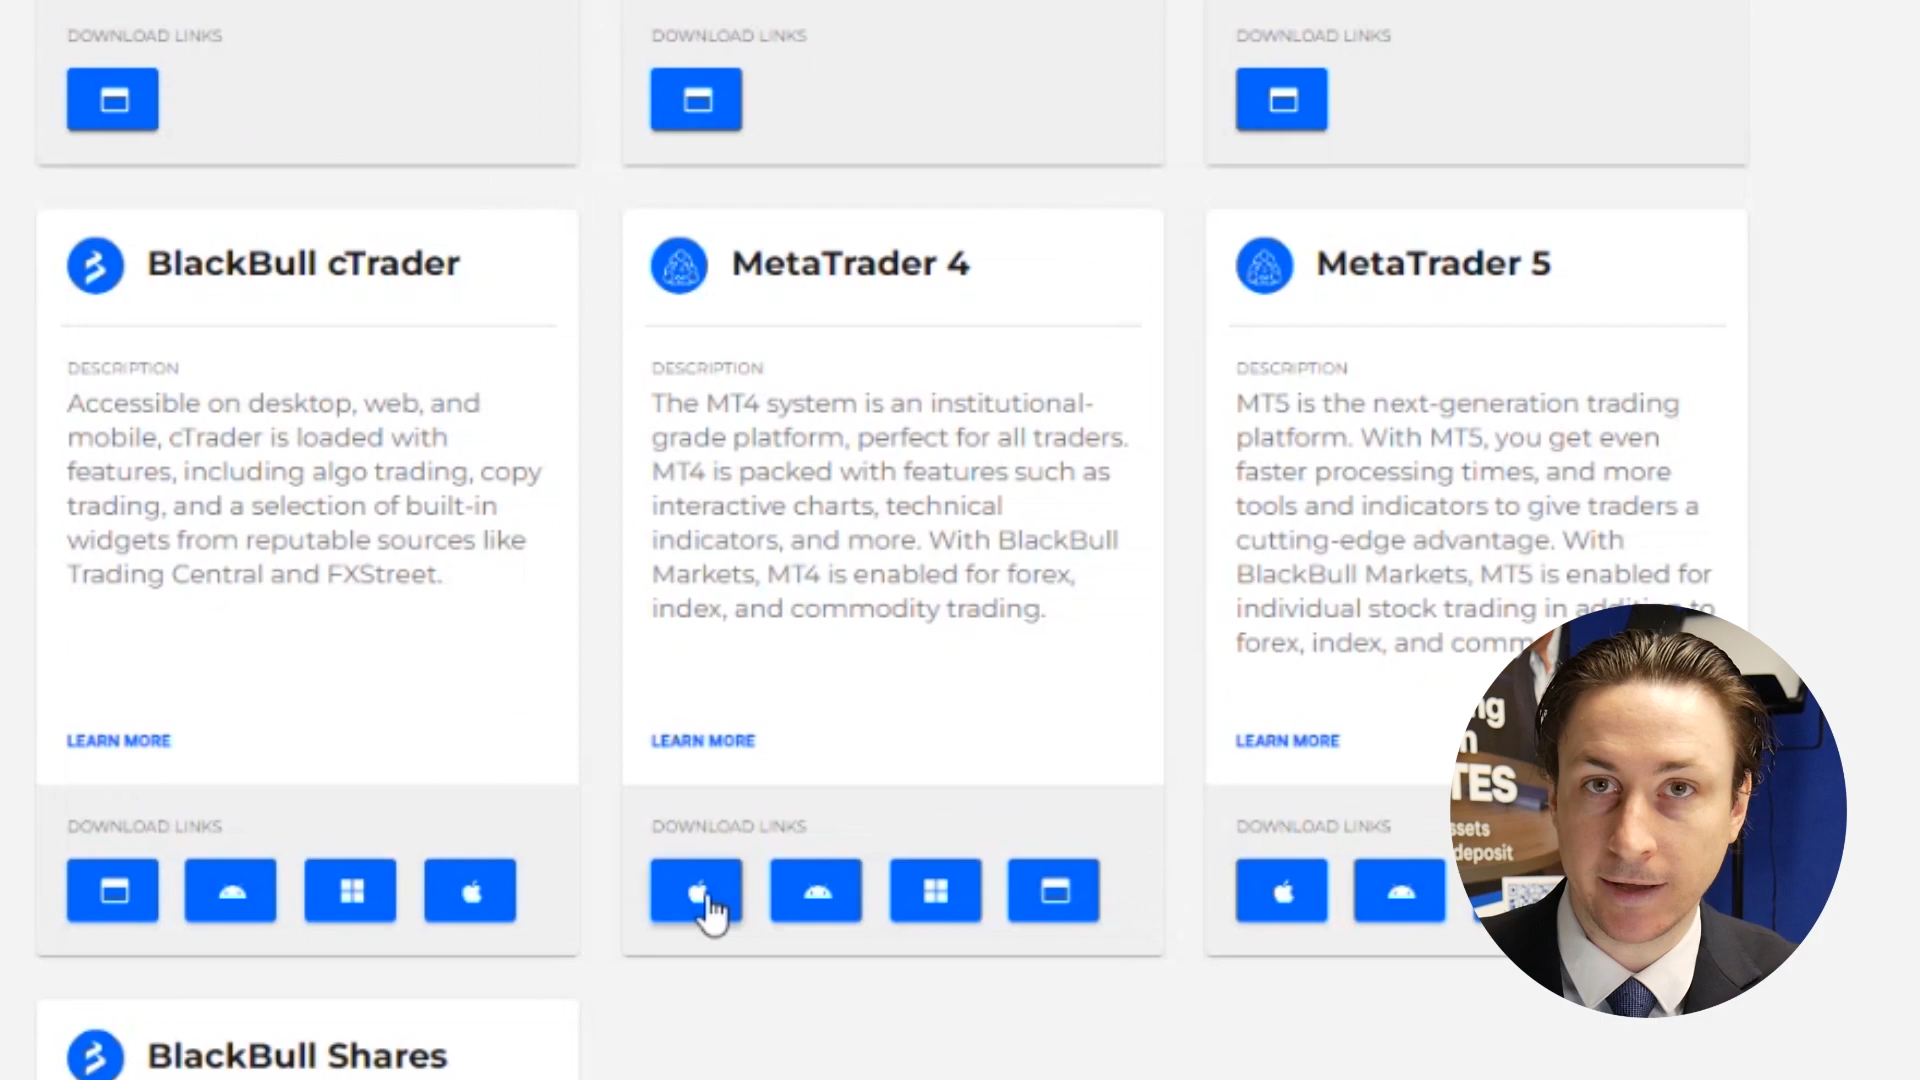 DOWNLOAD LINKS
DOWNLOAD LINKS
DOWNLOAD LINKS
BlackBull cTrader
DESCRIPTION
Accessible on desktop, web, and
mobile, cTrader is loaded with
features, including algo trading, copy
trading, and a selection of built-in
widgets from reputable sources like
Trading Central and FXStreet.
LEARN MORE
DOWNLOAD LINKS
MetaTrader 4
DESCRIPTION
The MT4 system is an institutional-
grade platform, perfect for all traders.
MT4 is packed with features such as
interactive charts, technical
indicators, and more. With BlackBull
Markets, MT4 is enabled for forex,
index, and commodity trading.
LEARN MORE
DOWNLOAD LINKS
MetaTrader 5
DESCRIPTION
MT5 is the next-generation trading
platform. With MT5, you get even
faster processing times, and more
tools and indicators to give traders a
cutting-edge advantage. With
BlackBull Markets, MT5 is enabled for
individual stock trading in addition to
forex, index, and comm
LEARN MORE
DOWNLOAD LINKS
BlackBull Shares
TES
ssets
deposit